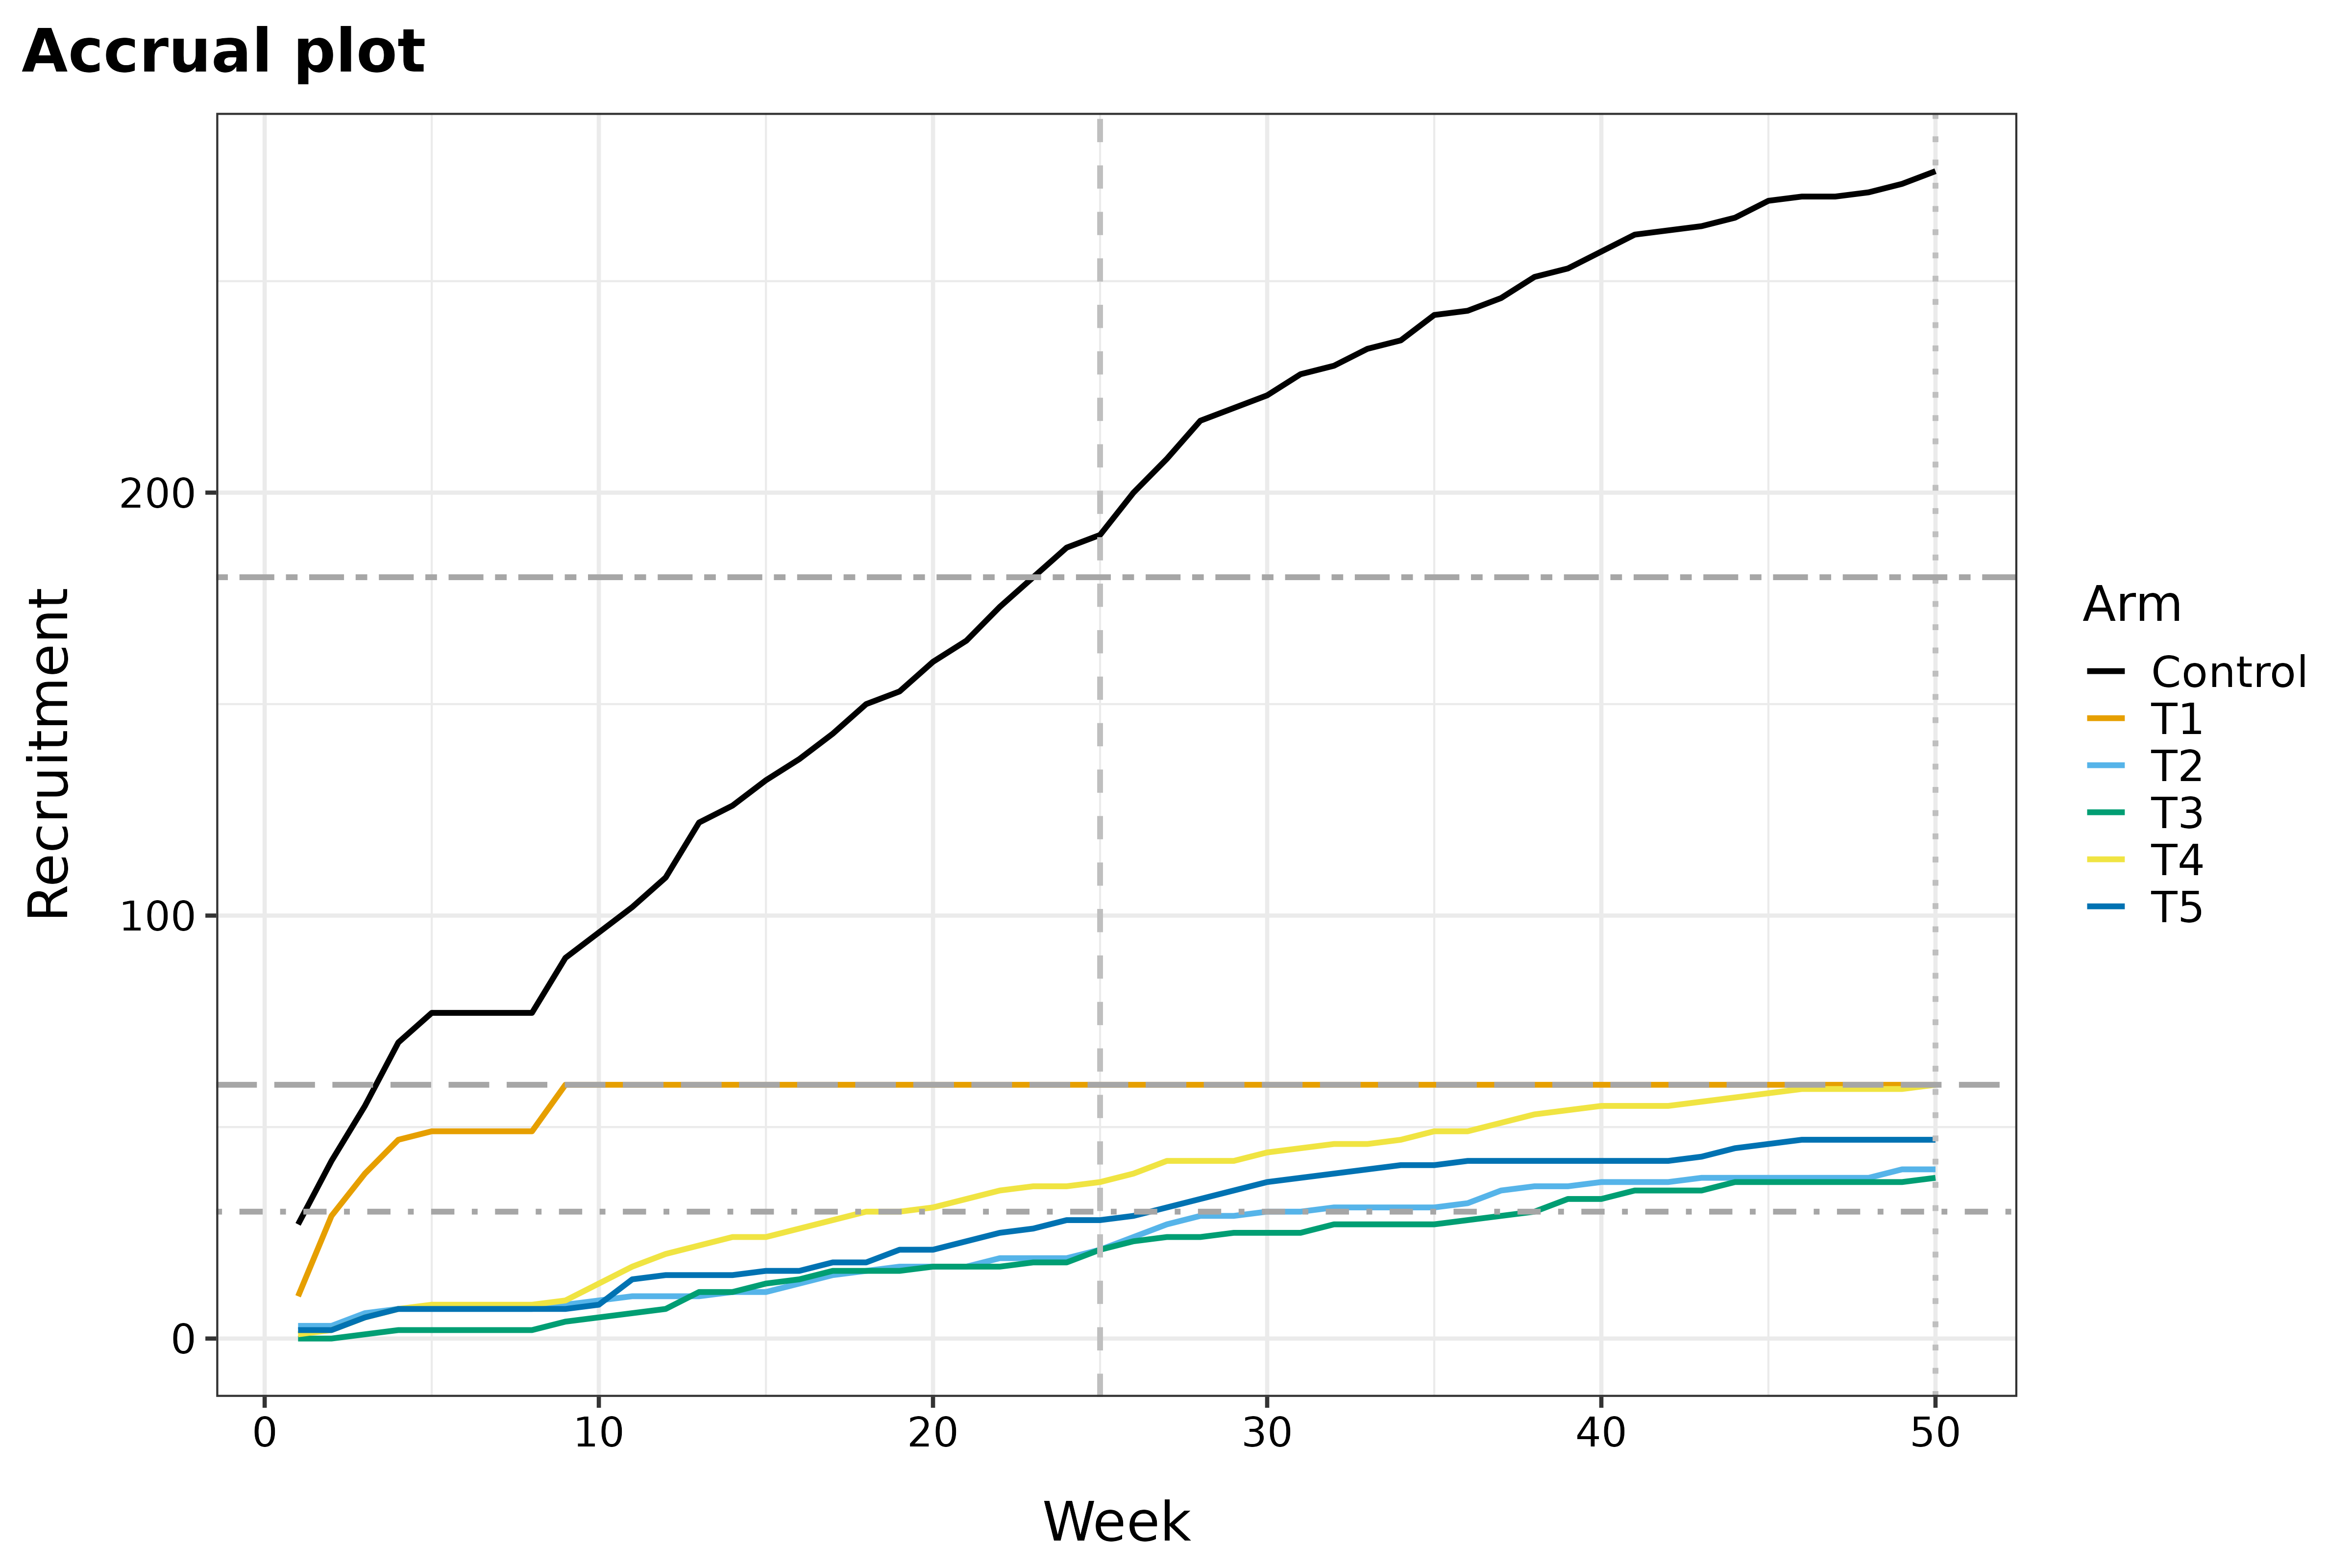 Accrual plot
Recruitment
200
100
0
0 10 20 30 40 50
Week
Arm
Control
T1
T2
T3
T4
T5